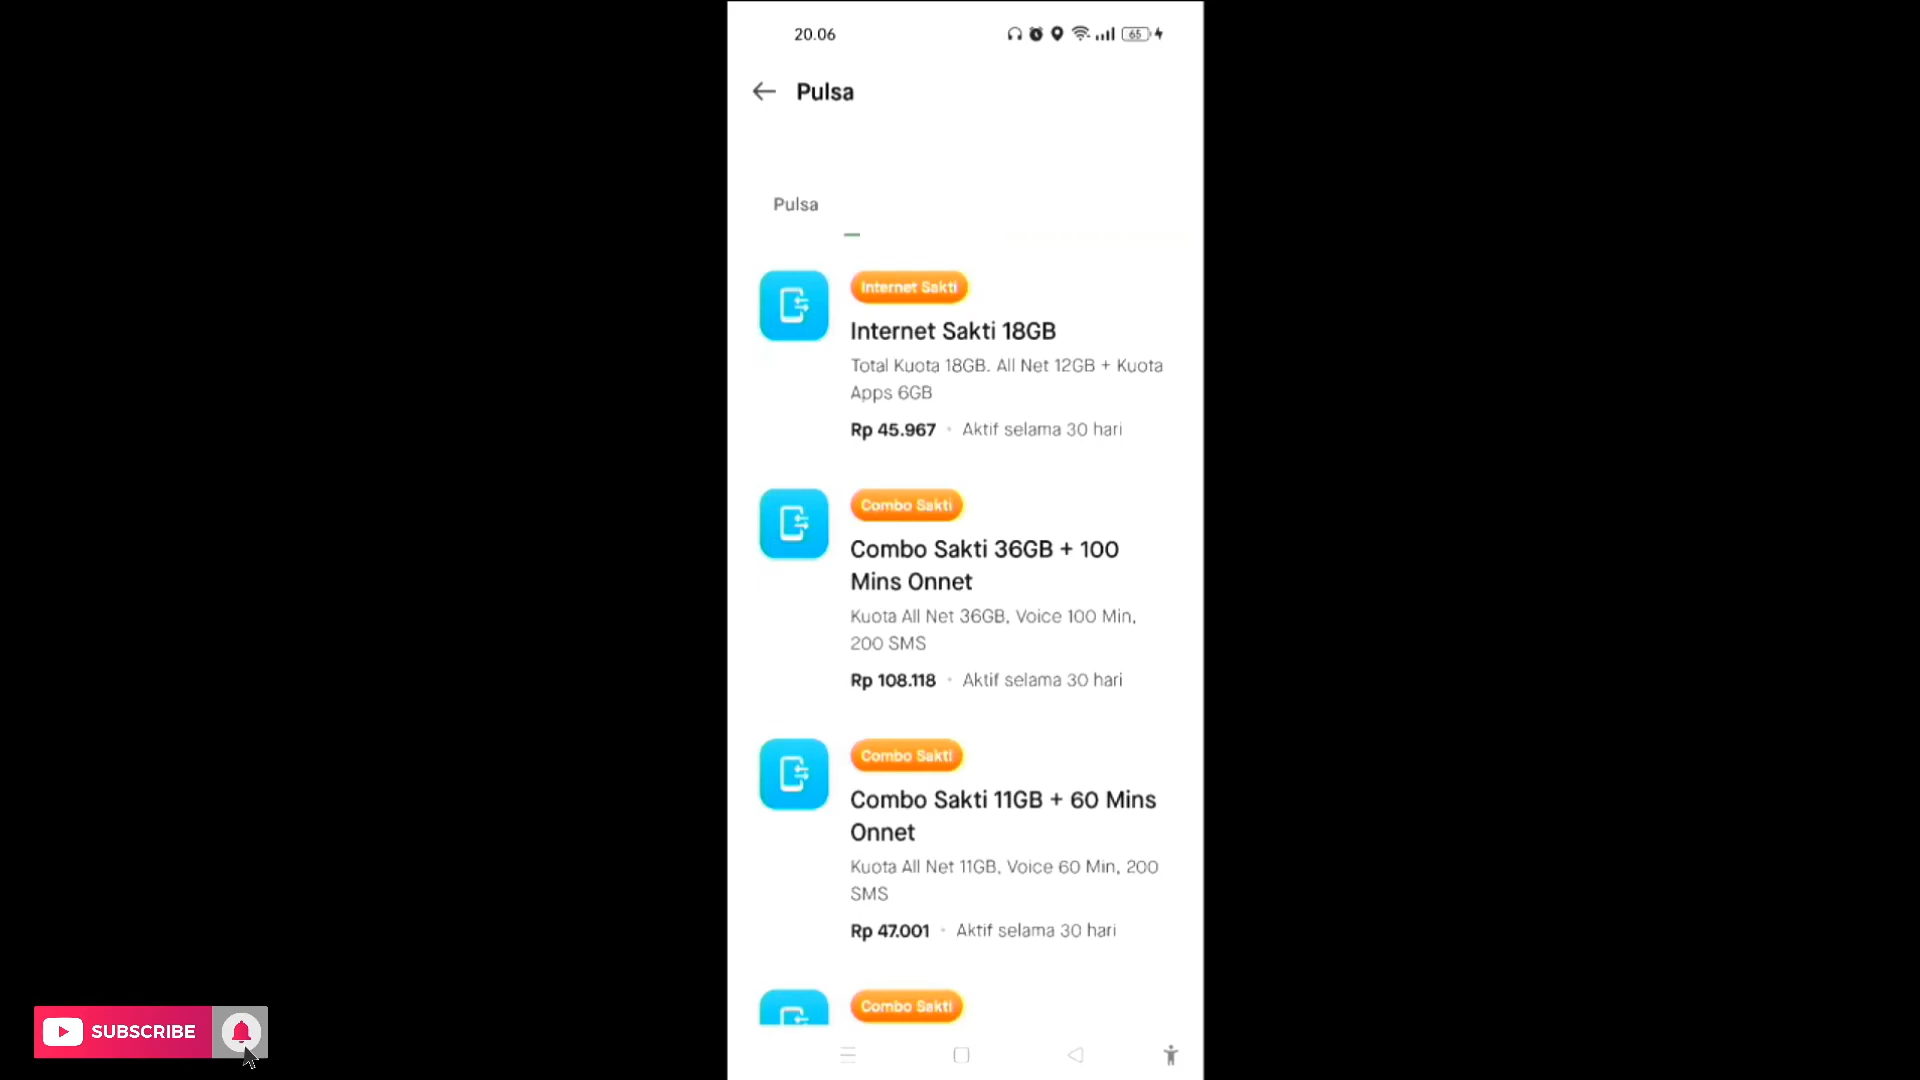 20.06
65
Pulsa
Pulsa
Internet Sakti
Internet Sakti 18GB
Total Kuota 18GB. All Net 12GB + Kuota
Apps 6GB
Rp 45.967 • Aktif selama 30 hari
Combo Sakti
Combo Sakti 36GB + 100
Mins Onnet
Kuota All Net 36GB, Voice 100 Min,
200 SMS
Rp 108.118 • Aktif selama 30 hari
Combo Sakti
Combo Sakti 11GB + 60 Mins
Onnet
Kuota All Net 11GB, Voice 60 Min, 200
SMS
Rp 47.001 • Aktif selama 30 hari
Combo Sakti
SUBSCRIBE